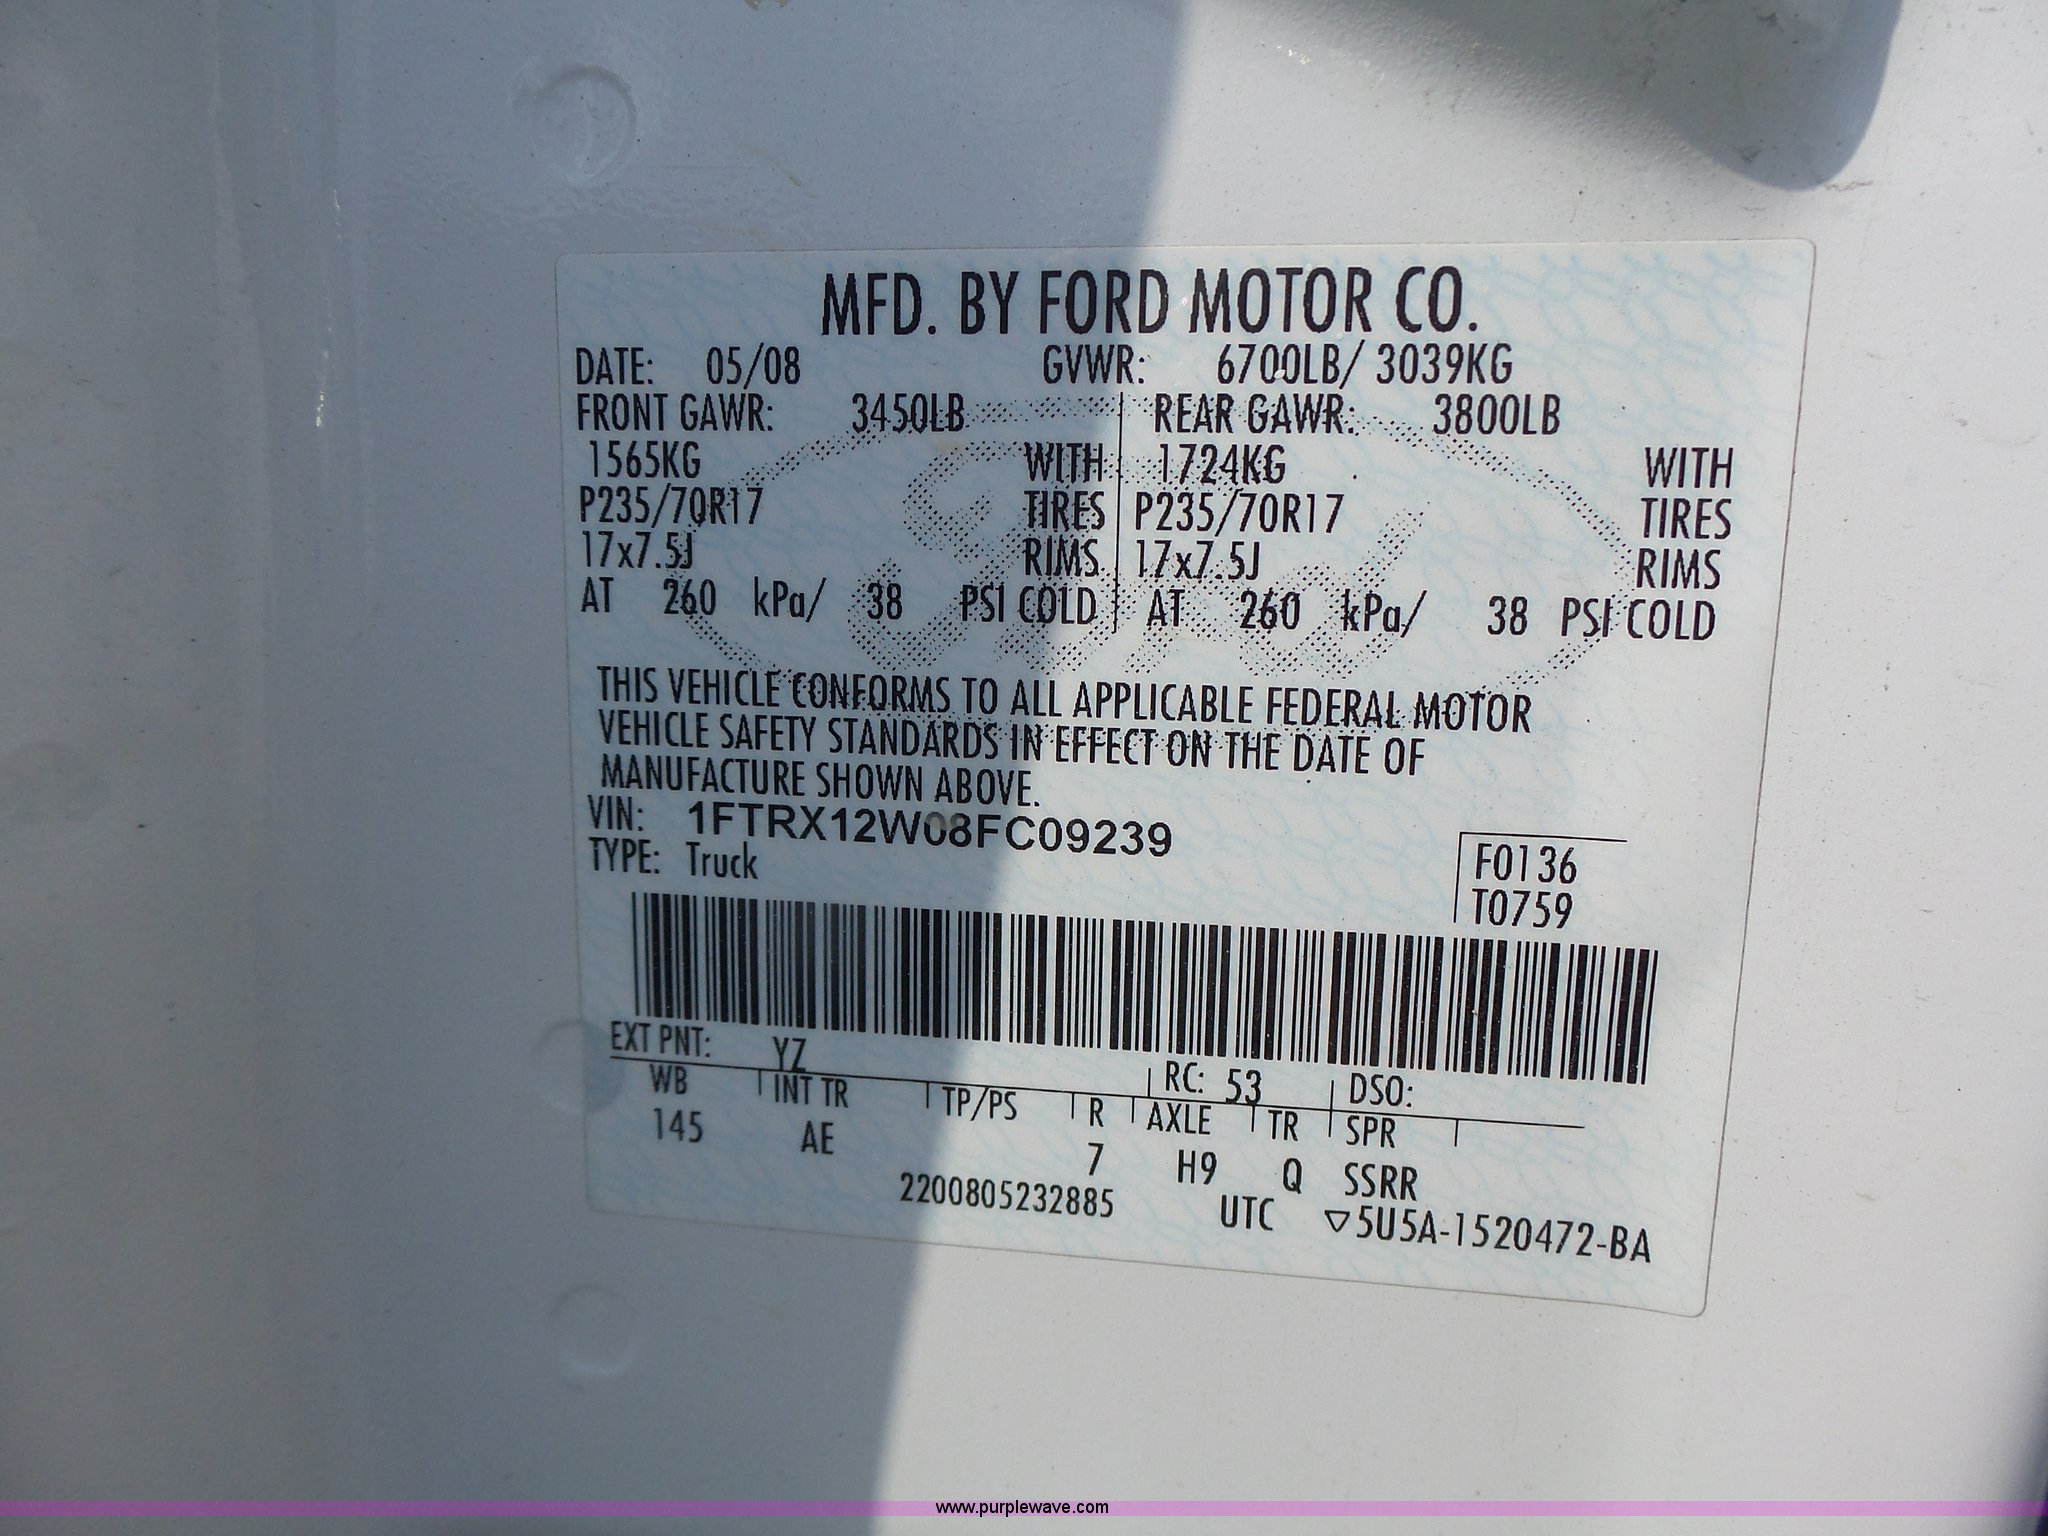 MFD. BY FORD MOTOR CO.
DATE: 05/08 GVWR: 6700LB/ 3039KG
FRONT GAWR: 3450LB REAR GAWR: 3800LB
1565KG WITH 1724KG WITH
P235/70R17 TIRES P235/70R17 TIRES
17x7.5J RIMS 17x7.5J RIMS
AT 260 kPa/ 38 PSI COLD AT 260 kPa/ 38 PSI COLD
THIS VEHICLE CONFORMS TO ALL APPLICABLE FEDERAL MOTOR
VEHICLE SAFETY STANDARDS IN EFFECT ON THE DATE OF
MANUFACTURE SHOWN ABOVE.
VIN: 1FTRX12W08FC09239
TYPE: Truck
F0136
T0759
EXT PNT: YZ RC: 53 DSO:
WB INT TR TP/PS R AXLE TR SPR
145 AE 7 H9 Q SSRR
2200805232885 UTC ▽5U5A-1520472-BA
www.purplewave.com